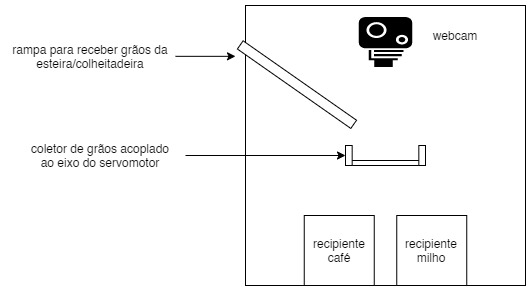 rampa para receber grãos da
esteira/colheitadeira
webcam
coletor de grãos acoplado
ao eixo do servomotor
recipiente
café
recipiente
milho